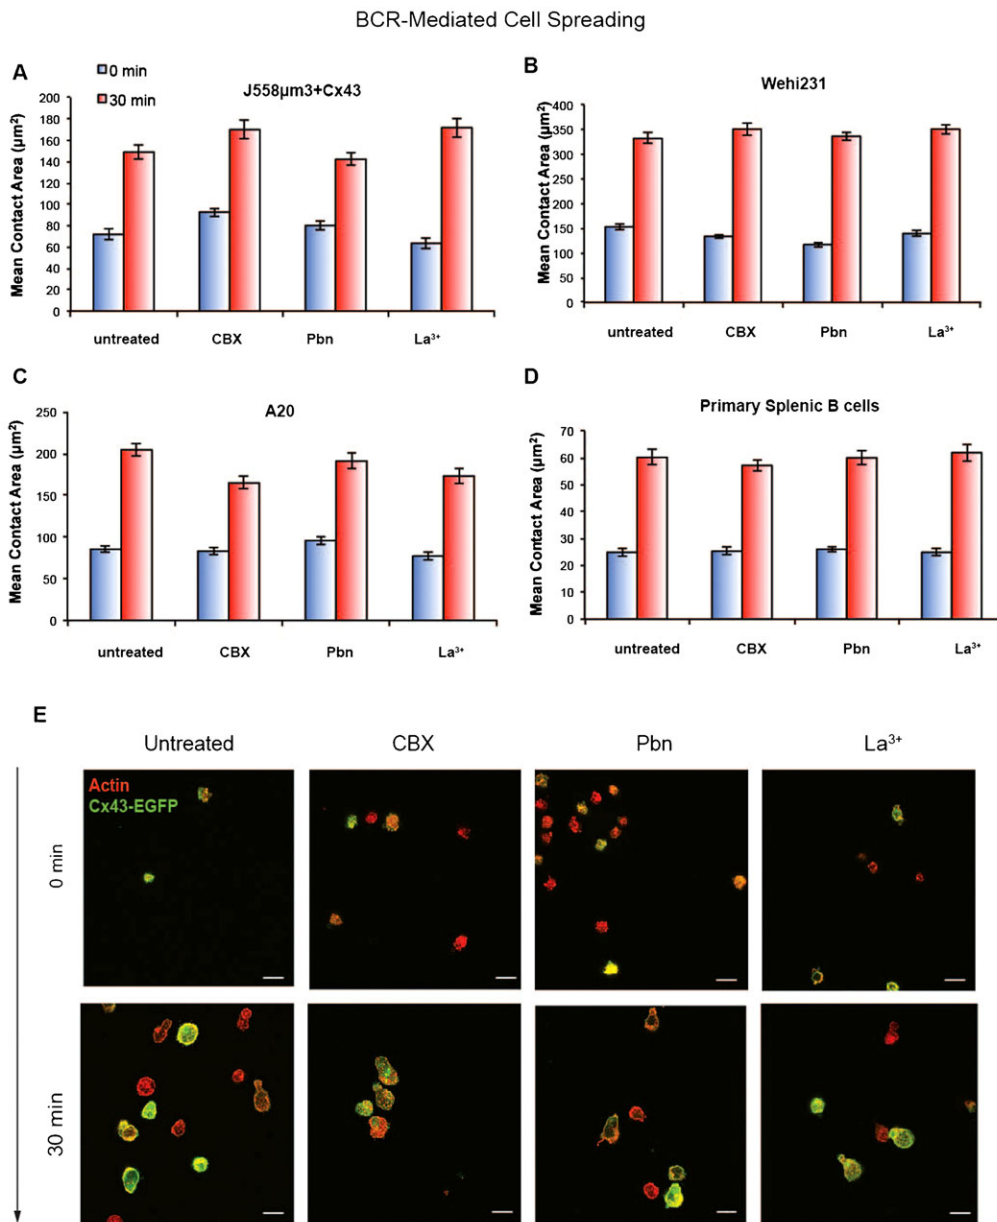 BCR-Mediated Cell Spreading
A
0 min
30 min
J558µm3+Cx43
Mean Contact Area (µm²)
200
180
160
140
120
100
80
60
40
20
0
untreated CBX Pbn La³⁺
B
Wehi231
Mean Contact Area (µm²)
400
350
300
250
200
150
100
50
0
untreated CBX Pbn La³⁺
C
A20
Mean Contact Area (µm²)
250
200
150
100
50
0
untreated CBX Pbn La³⁺
D
Primary Splenic B cells
Mean Contact Area (µm²)
70
60
50
40
30
20
10
0
untreated CBX Pbn La³⁺
E
Untreated CBX Pbn La³⁺
Actin
Cx43-EGFP
0 min
30 min